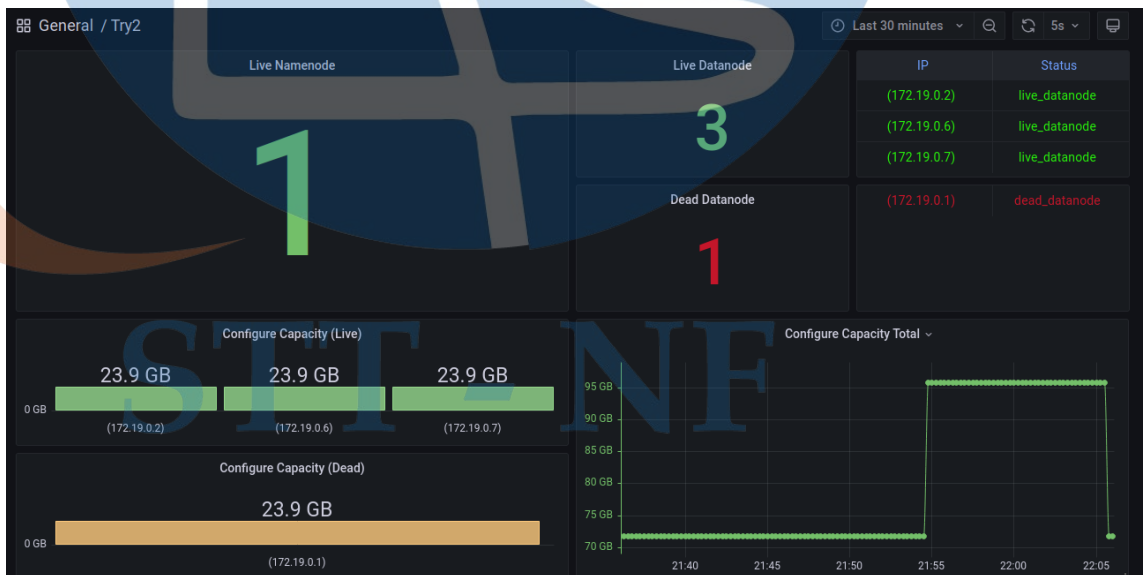 General / Try2
Last 30 minutes
5s
Live Namenode
1
Live Datanode
3
IP Status
(172.19.0.2) live_datanode
(172.19.0.6) live_datanode
(172.19.0.7) live_datanode
Dead Datanode
1
(172.19.0.1) dead_datanode
Configure Capacity (Live)
23.9 GB 23.9 GB 23.9 GB
0 GB
(172.19.0.2) (172.19.0.6) (172.19.0.7)
Configure Capacity (Dead)
23.9 GB
0 GB
(172.19.0.1)
Configure Capacity Total
95 GB
90 GB
85 GB
80 GB
75 GB
70 GB
21:40 21:45 21:50 21:55 22:00 22:05
STT - NF